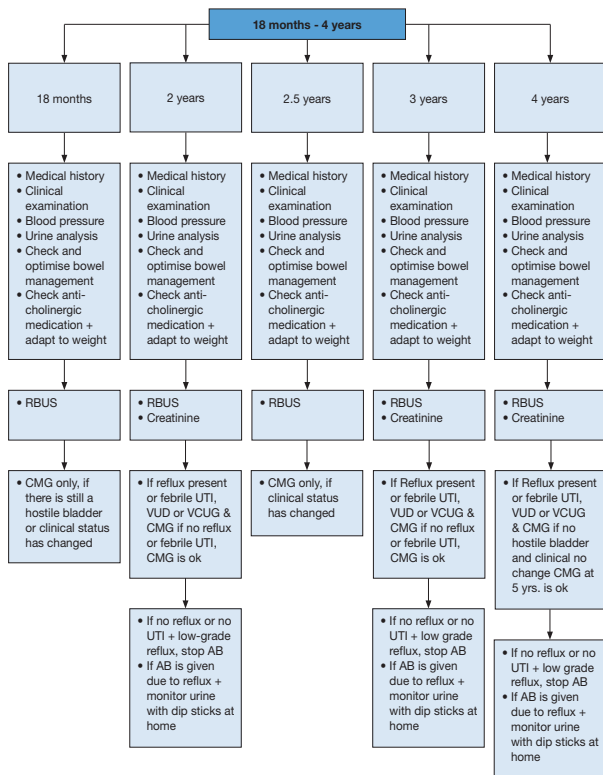 18 months - 4 years
18 months
2 years
2.5 years
3 years
4 years
• Medical history
• Clinical
examination
• Blood pressure
• Urine analysis
• Check and
optimise bowel
management
• Check anti-
cholinergic
medication +
adapt to weight
• Medical history
• Clinical
examination
• Blood pressure
• Urine analysis
• Check and
optimise bowel
management
• Check anti-
cholinergic
medication +
adapt to weight
• Medical history
• Clinical
examination
• Blood pressure
• Urine analysis
• Check and
optimise bowel
management
• Check anti-
cholinergic
medication +
adapt to weight
• Medical history
• Clinical
examination
• Blood pressure
• Urine analysis
• Check and
optimise bowel
management
• Check anti-
cholinergic
medication +
adapt to weight
• Medical history
• Clinical
examination
• Blood pressure
• Urine analysis
• Check and
optimise bowel
management
• Check anti-
cholinergic
medication +
adapt to weight
• RBUS
• RBUS
• Creatinine
• RBUS
• RBUS
• Creatinine
• RBUS
• Creatinine
• CMG only, if
there is still a
hostile bladder
or clinical status
has changed
• If reflux present
or febrile UTI,
VUD or VCUG &
CMG if no reflux
or febrile UTI,
CMG is ok
• CMG only, if
clinical status
has changed
• If Reflux present
or febrile UTI,
VUD or VCUG &
CMG if no reflux
or febrile UTI,
CMG is ok
• If Reflux present
or febrile UTI,
VUD or VCUG
& CMG if no
hostile bladder
and clinical no
change CMG at
5 yrs. is ok
• If no reflux or no
UTI + low-grade
reflux, stop AB
• If AB is given
due to reflux +
monitor urine
with dip sticks at
home
• If no reflux or no
UTI + low grade
reflux, stop AB
• If AB is given
due to reflux +
monitor urine
with dip sticks at
home
• If no reflux or no
UTI + low grade
reflux, stop AB
• If AB is given
due to reflux +
monitor urine
with dip sticks at
home